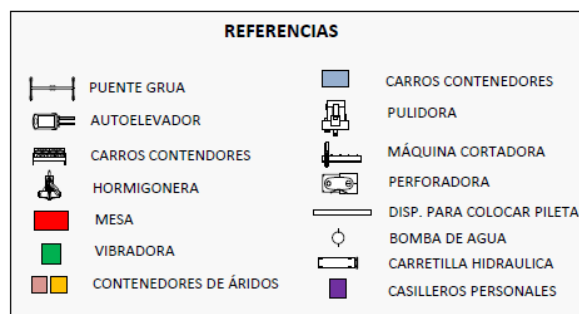 REFERENCIAS
PUENTE GRUA
AUTOELEVADOR
CARROS CONTENDORES
HORMIGONERA
MESA
VIBRADORA
CONTENEDORES DE ÁRIDOS
CARROS CONTENEDORES
PULIDORA
MÁQUINA CORTADORA
PERFORADORA
DISP. PARA COLOCAR PILETA
BOMBA DE AGUA
CARRETILLA HIDRAULICA
CASILLEROS PERSONALES